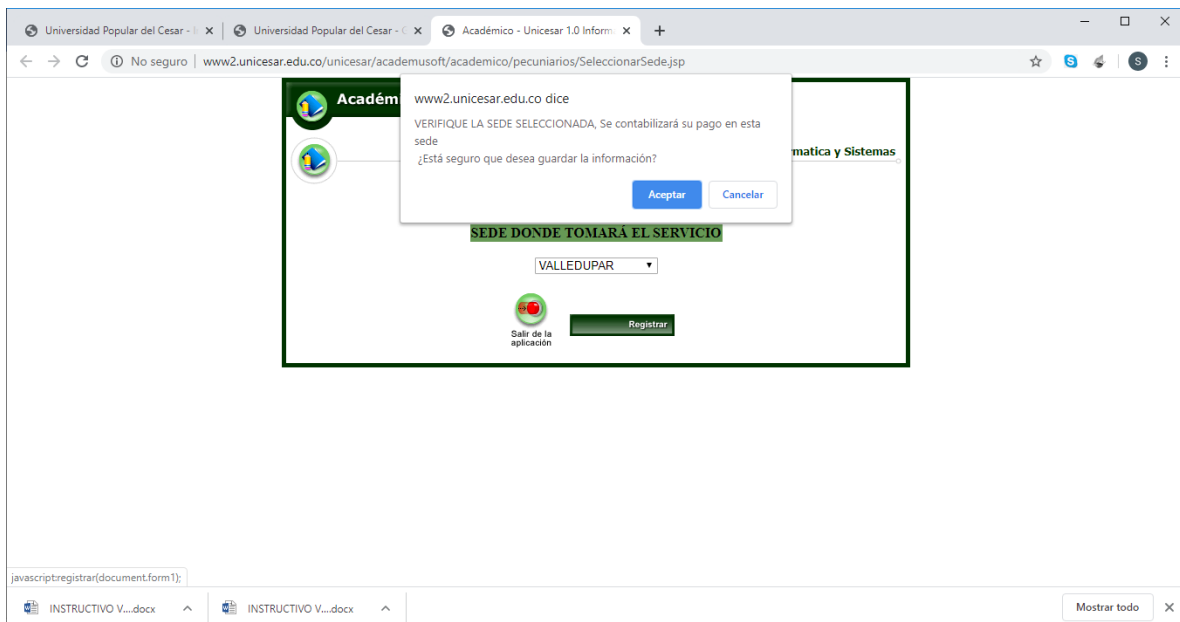 Universidad Popular del Cesar -
Universidad Popular del Cesar -
Académico - Unicesar 1.0 Inform
No seguro | www2.unicesar.edu.co/unicesar/academusoft/academico/pecuniarios/SeleccionarSede.jsp
S
S
Académi
www2.unicesar.edu.co dice
VERIFIQUE LA SEDE SELECCIONADA, Se contabilizará su pago en esta
sede
¿Está seguro que desea guardar la información?
Aceptar
Cancelar
matica y Sistemas
SEDE DONDE TOMARÁ EL SERVICIO
VALLEDUPAR
Salir de la
aplicación
Registrar
javascript:registrar(document.form1);
INSTRUCTIVO V....docx
INSTRUCTIVO V....docx
Mostrar todo